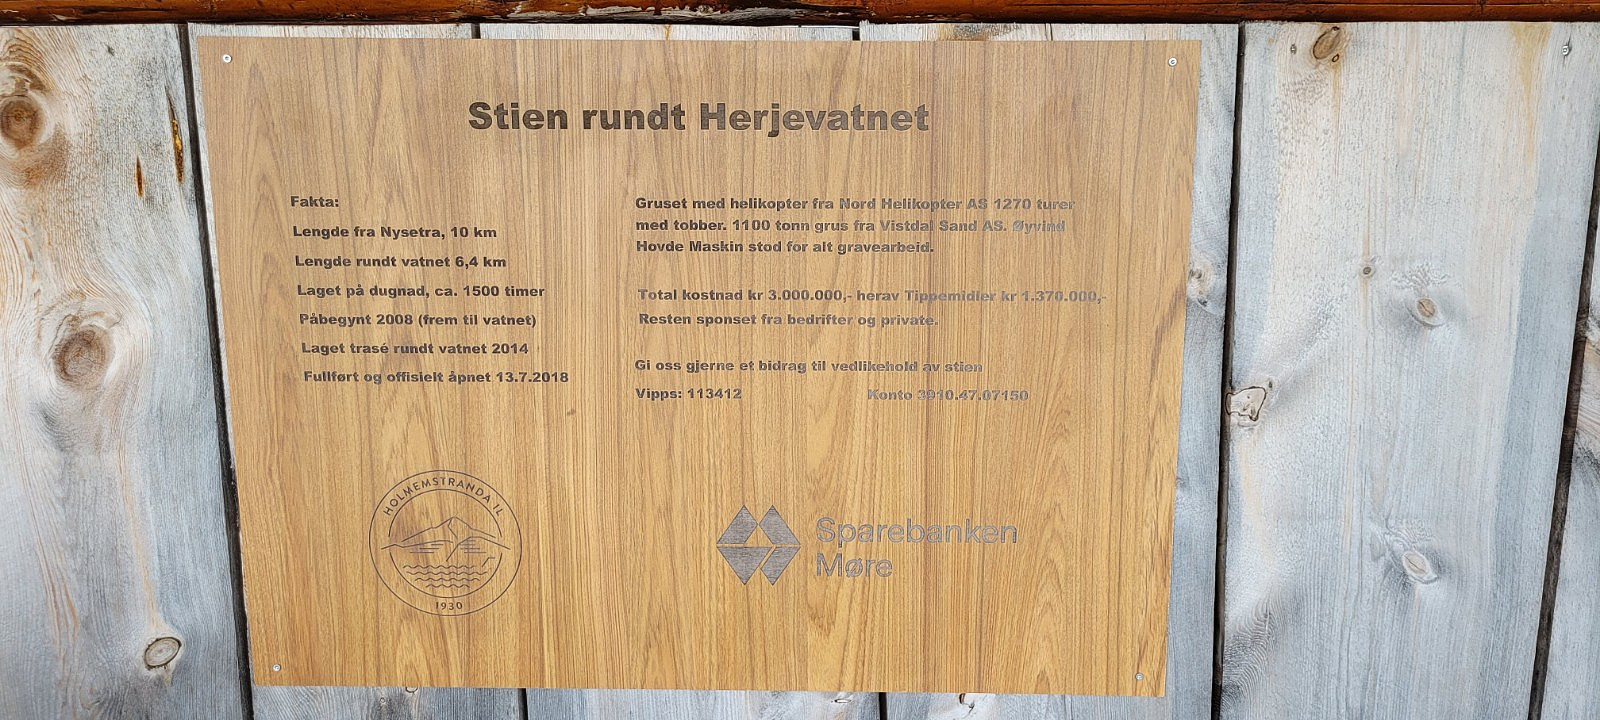 Stien rundt Herjevatnet
Fakta:
Lengde fra Nysetra, 10 km
Lengde rundt vatnet 6,4 km
Laget på dugnad, ca. 1500 timer
Påbegynt 2008 (frem til vatnet)
Laget trasé rundt vatnet 2014
Fullført og offisielt åpnet 13.7.2018
Gruset med helikopter fra Nord Helikopter AS 1270 turer
med tobber. 1100 tonn grus fra Vistdal Sand AS. Øyvind
Hovde Maskin stod for alt gravearbeid.
Total kostnad kr 3.000.000,- herav Tippemidler kr 1.370.000,-
Resten sponset fra bedrifter og private.
Gi oss gjerne et bidrag til vedlikehold av stien
Vipps: 113412 Konto 3910.47.07150
HOLMEMSTRANDA IL
1930
Sparebanken
Møre